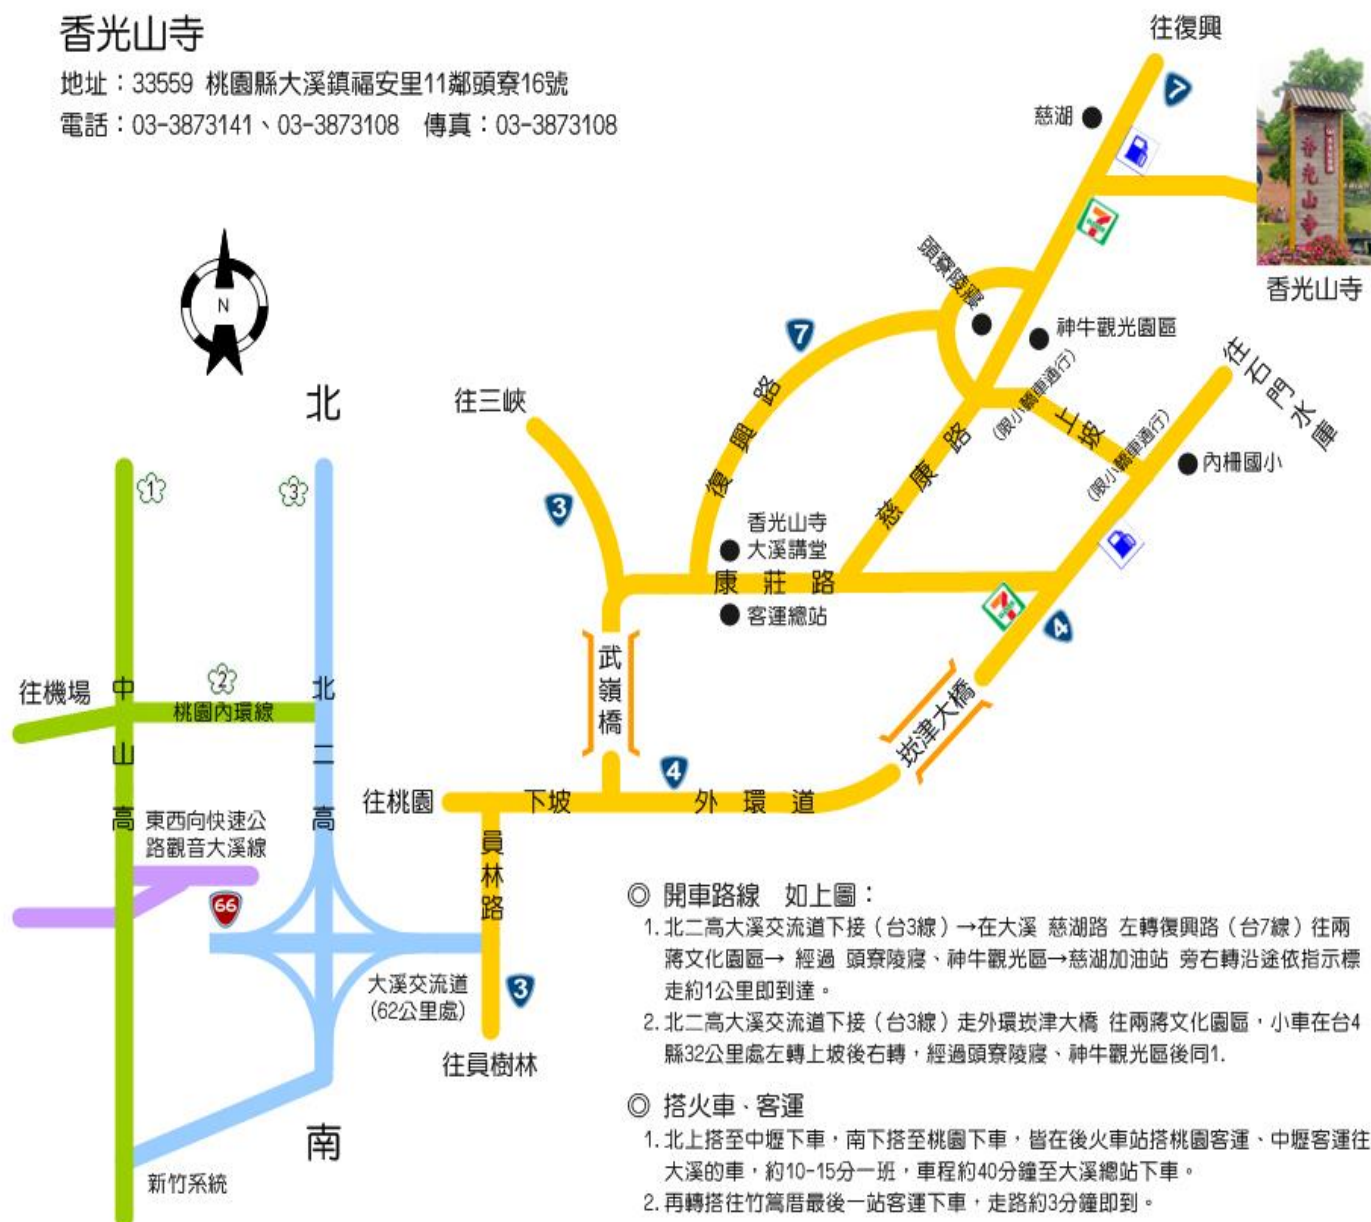 香光山寺
地址：33559 桃園縣大溪鎮福安里11鄰頭寮16號
電話：03-3873141、03-3873108 傳真：03-3873108
往復興
7
慈湖
香光山寺
7
ELEVEN
香光山寺
頭寮陵寢
神牛觀光園區
N
7
往石門水庫
北
往三峽
復興路
慈康路
(限小轎車通行)
上坡
(限小轎車通行)
內柵國小
1
3
3
香光山寺
大溪講堂
康莊路
客運總站
7
ELEVEN
4
武嶺橋
崁津大橋
2
往機場
桃園內環線
中山高
北二高
4
往桃園
下坡
外環道
東西向快速公
路觀音大溪線
員林路
66
大溪交流道
(62公里處)
3
往員樹林
南
新竹系統
◎ 開車路線 如上圖：
1. 北二高大溪交流道下接（台3線）→在大溪 慈湖路 左轉復興路（台7線）往兩
蔣文化園區→ 經過 頭寮陵寢、神牛觀光區→慈湖加油站 旁右轉沿途依指示標
走約1公里即到達。
2. 北二高大溪交流道下接（台3線）走外環崁津大橋 往兩蔣文化園區，小車在台4
縣32公里處左轉上坡後右轉，經過頭寮陵寢、神牛觀光區後同1.
◎ 搭火車、客運
1. 北上搭至中壢下車，南下搭至桃園下車，皆在後火車站搭桃園客運、中壢客運往
大溪的車，約10-15分一班，車程約40分鐘至大溪總站下車。
2. 再轉搭往竹篙厝最後一站客運下車，走路約3分鐘即到。